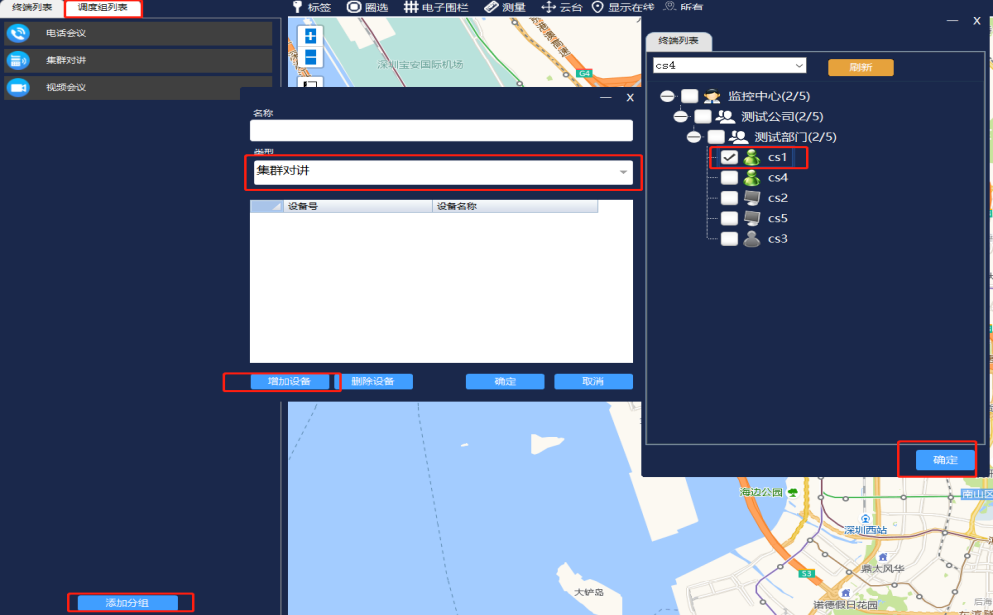 终端列表 调度组列表
标签 圈选 电子围栏 测量 云台 显示在线 所有
电话会议
集群对讲
视频会议
深圳宝安国际机场
G4
名称
类型
集群对讲
设备号 设备名称
增加设备 删除设备 确定 取消
终端列表
cs4 刷新
监控中心(2/5)
测试公司(2/5)
测试部门(2/5)
cs1
cs4
cs2
cs5
cs3
确定
海边公园
南山区
深圳西站
S3
鼎太风华
大铲岛
诺德假日花园
后海
添加分组